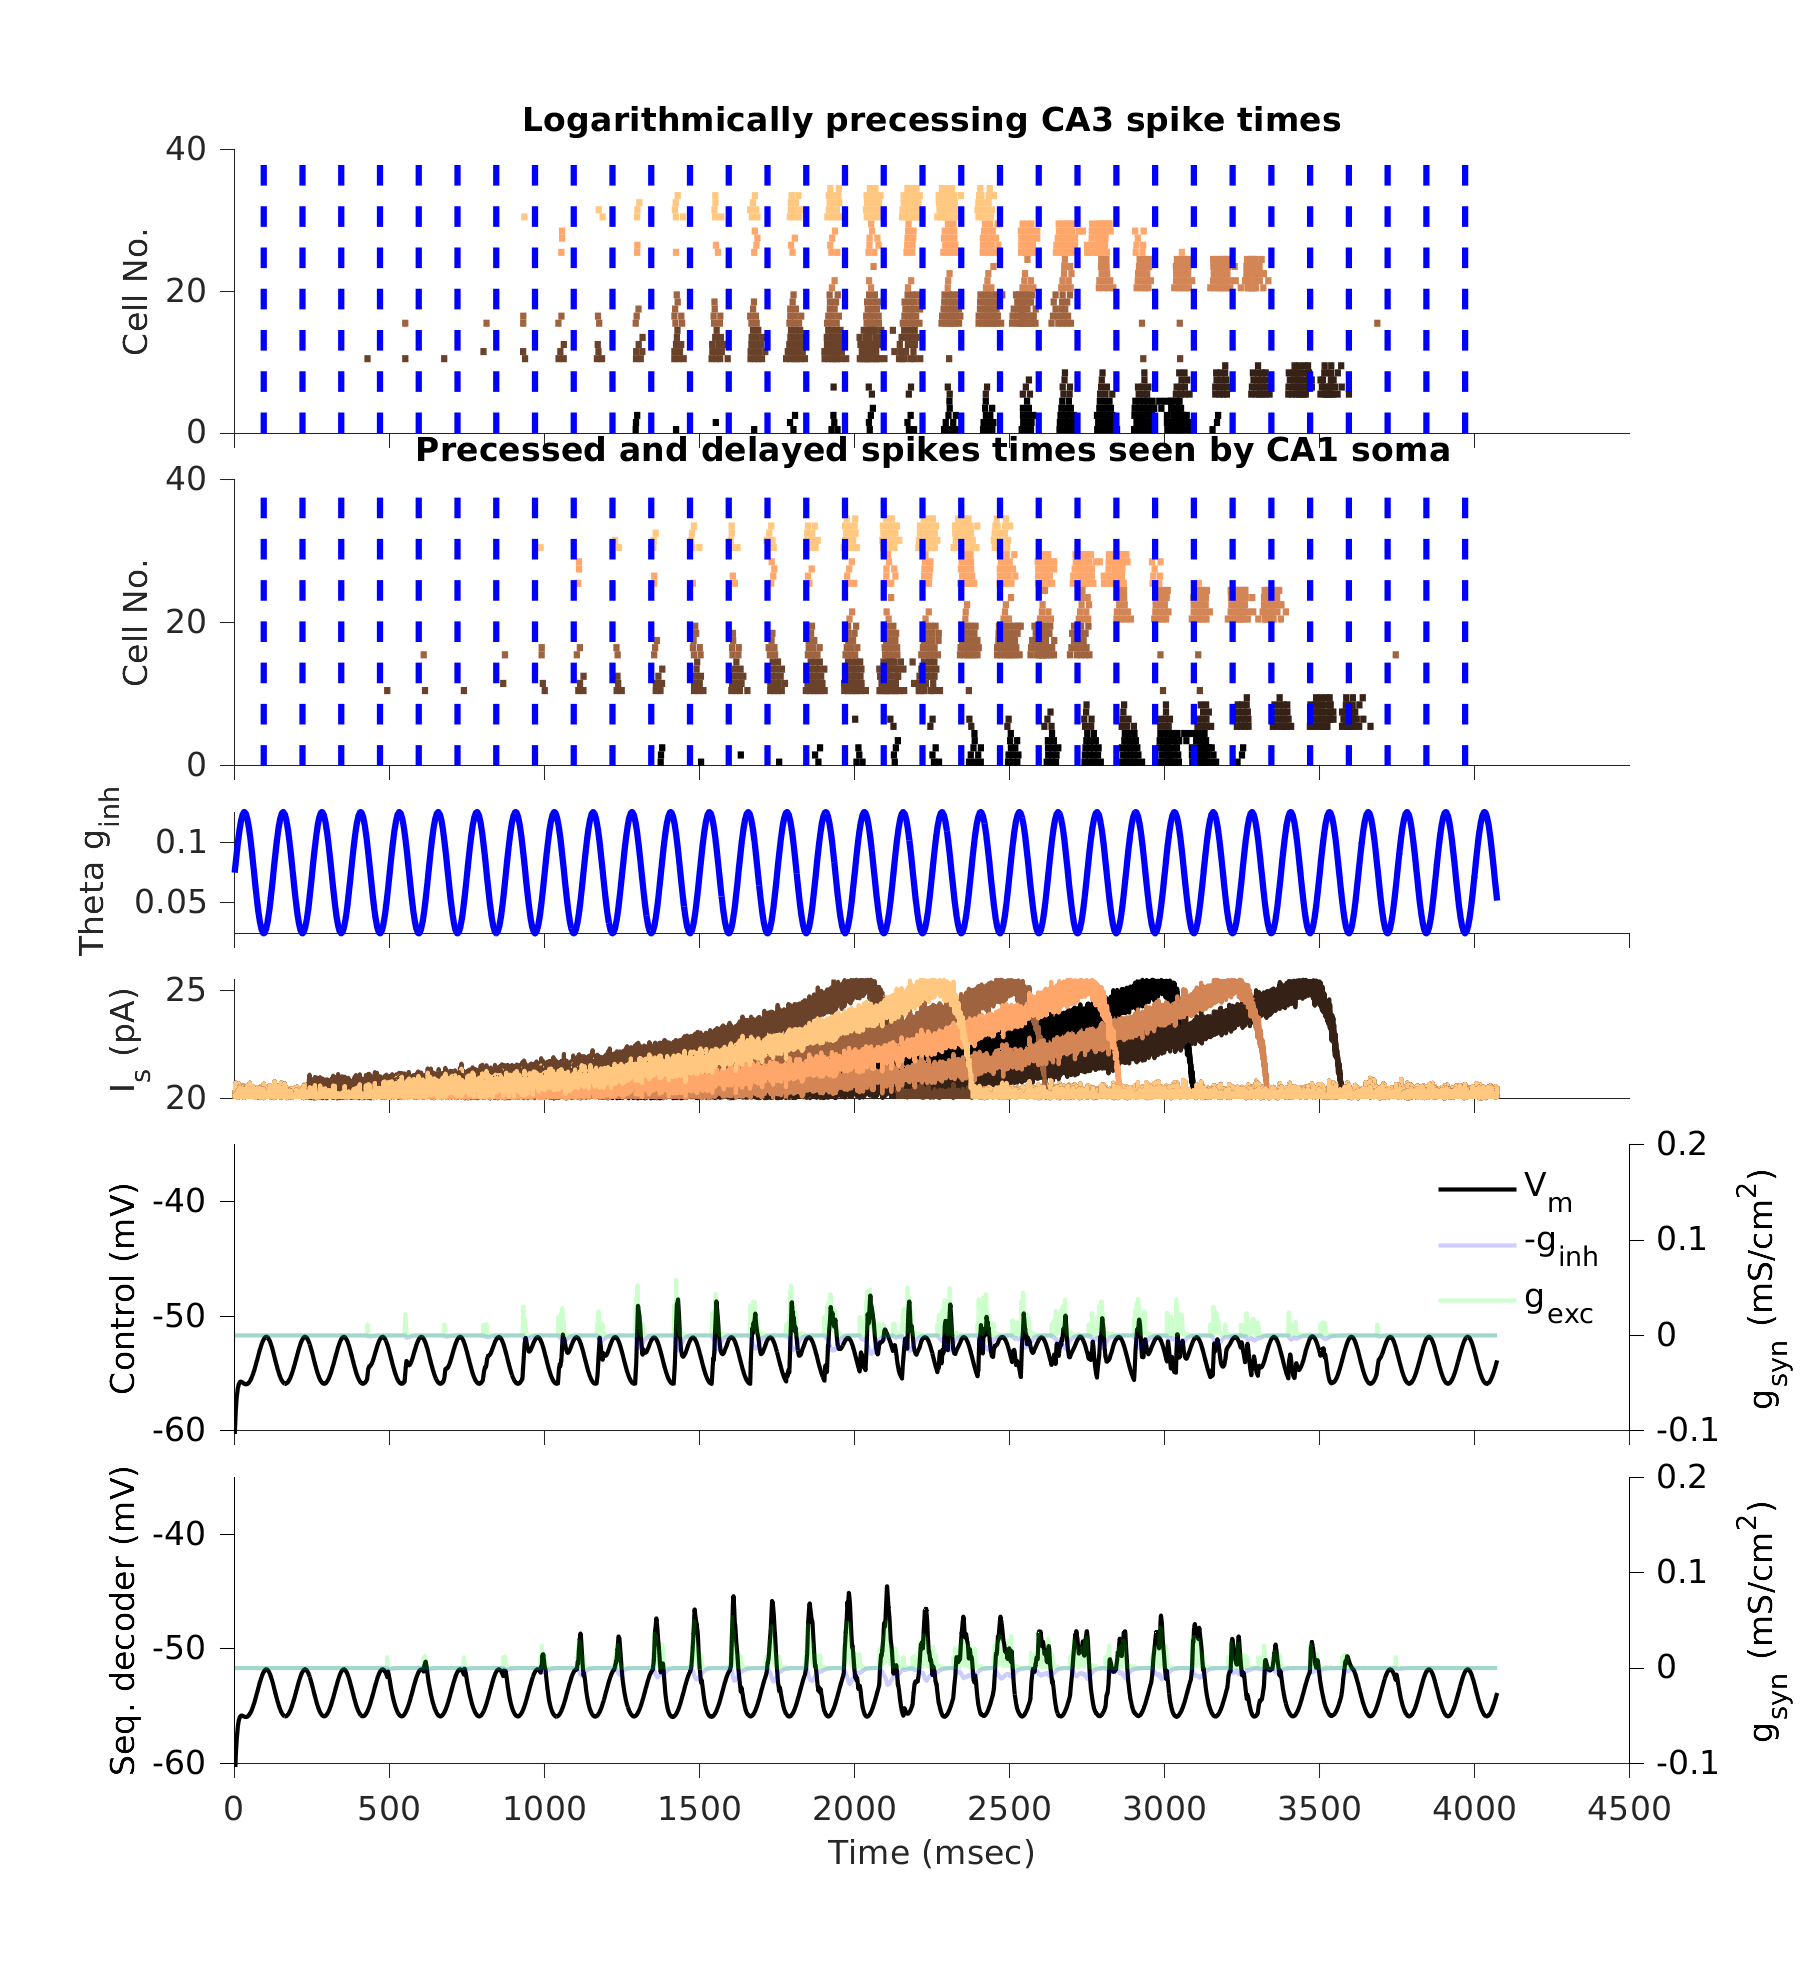 Logarithmically precessing CA3 spike times
40
20
0
Cell No.
Precessed and delayed spikes times seen by CA1 soma
40
20
0
Cell No.
0.1
0.05
Theta g_inh
25
20
I_s (pA)
-40
-50
-60
Control (mV)
V_m
-g_inh
g_exc
0.2
0.1
0
-0.1
g_syn (mS/cm^2)
-40
-50
-60
Seq. decoder (mV)
0.2
0.1
0
-0.1
g_syn (mS/cm^2)
0 500 1000 1500 2000 2500 3000 3500 4000 4500
Time (msec)